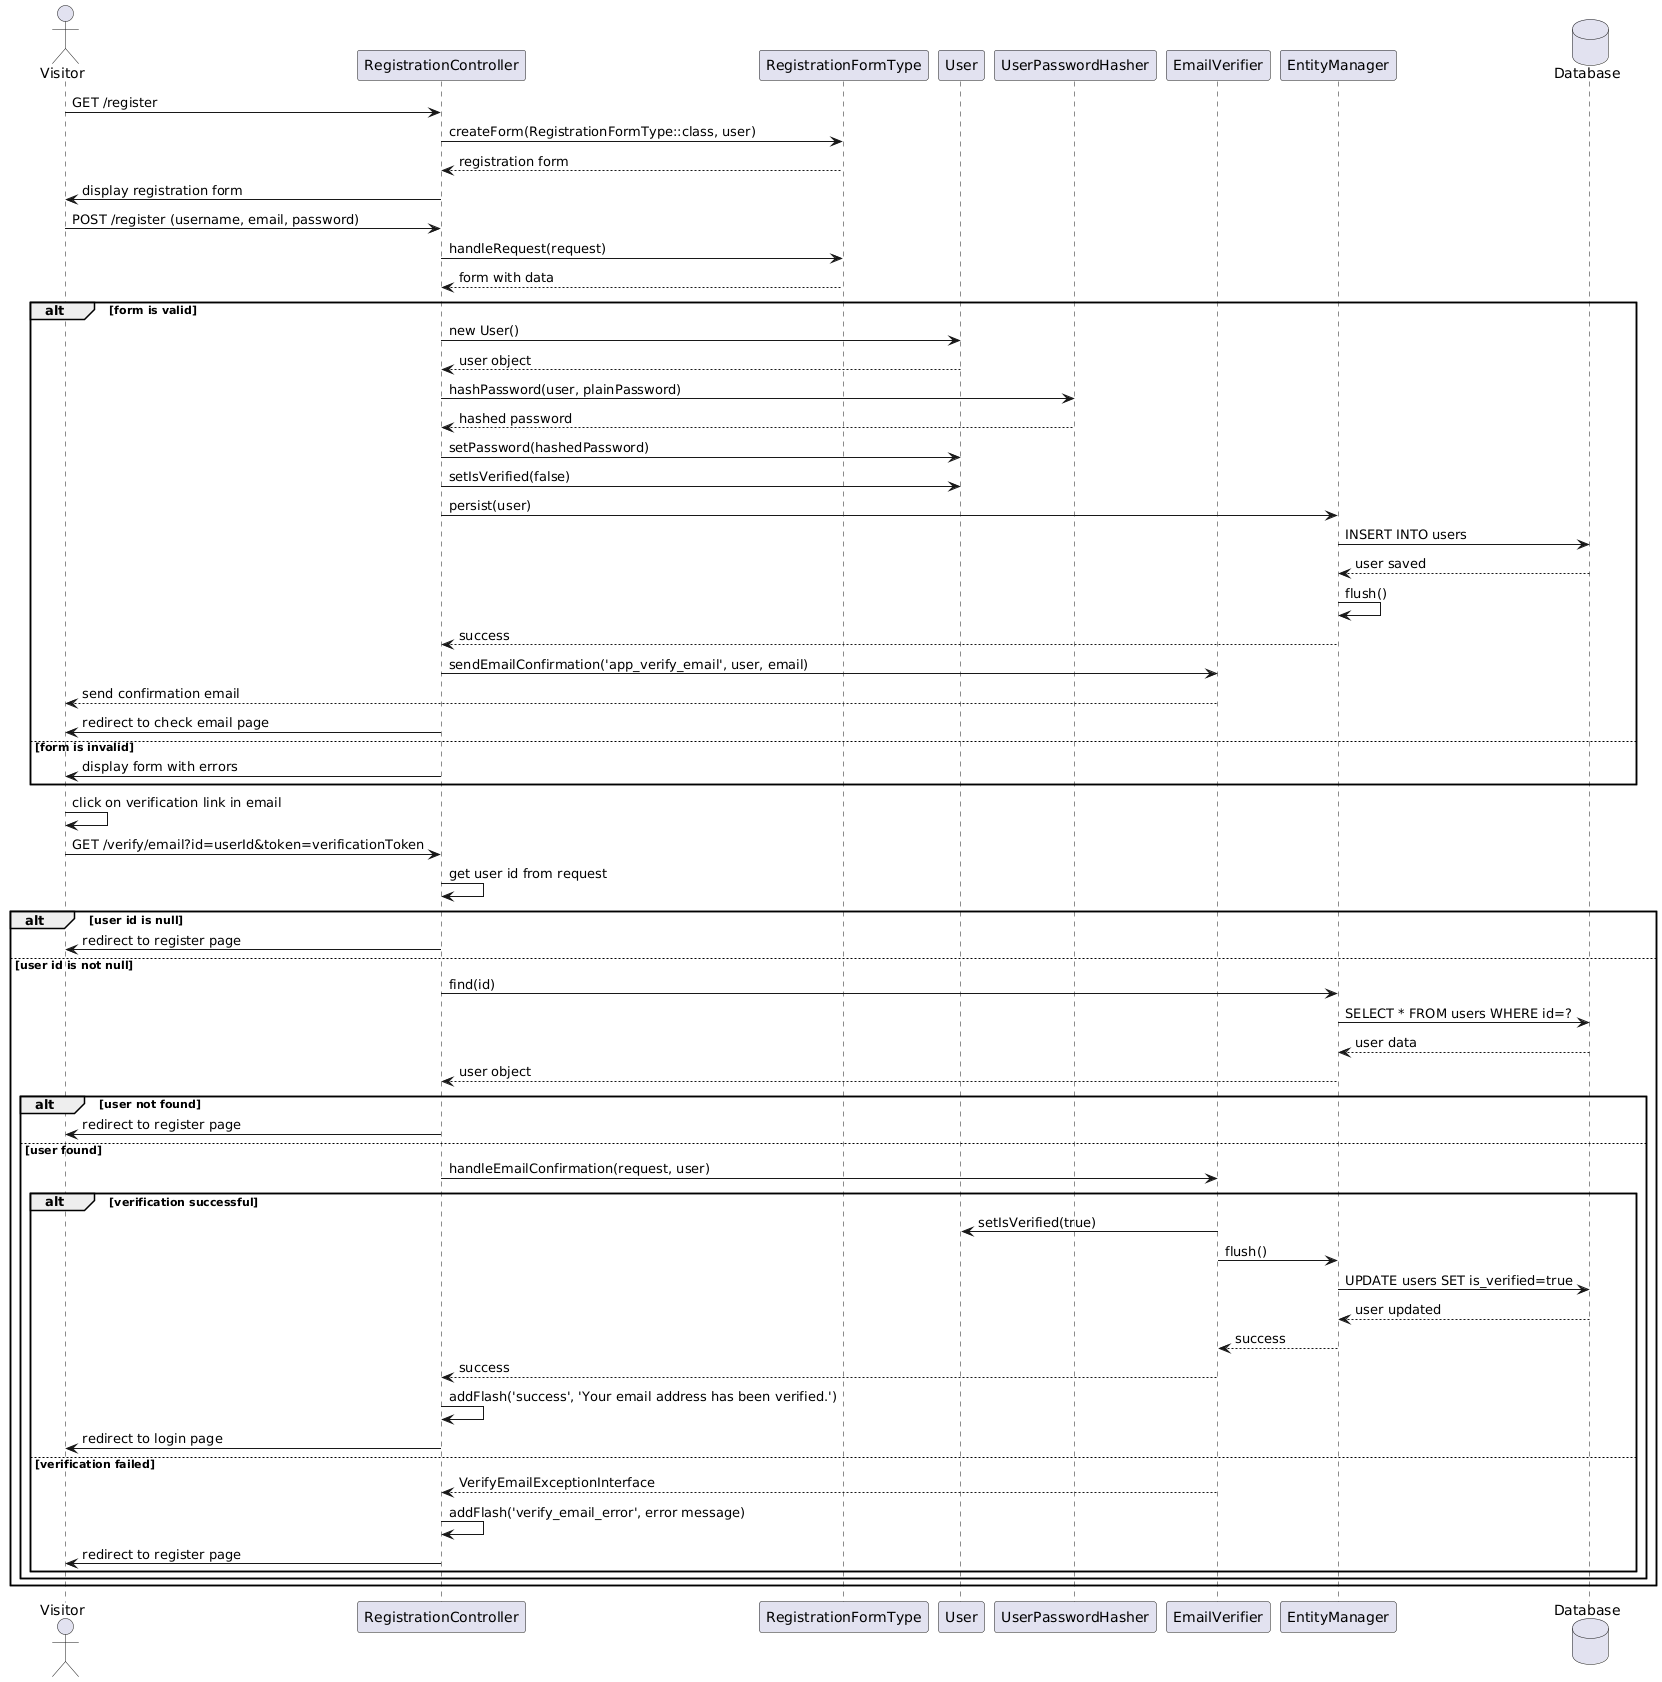 Visitor
RegistrationController
RegistrationFormType
User
UserPasswordHasher
EmailVerifier
EntityManager
Database
GET /register
createForm(RegistrationFormType::class, user)
registration form
display registration form
POST /register (username, email, password)
handleRequest(request)
form with data
alt [form is valid]
new User()
user object
hashPassword(user, plainPassword)
hashed password
setPassword(hashedPassword)
setIsVerified(false)
persist(user)
INSERT INTO users
user saved
flush()
success
sendEmailConfirmation('app_verify_email', user, email)
send confirmation email
redirect to check email page
[form is invalid]
display form with errors
click on verification link in email
GET /verify/email?id=userId&token=verificationToken
get user id from request
alt [user id is null]
redirect to register page
[user id is not null]
find(id)
SELECT * FROM users WHERE id=?
user data
user object
alt [user not found]
redirect to register page
[user found]
handleEmailConfirmation(request, user)
alt [verification successful]
setIsVerified(true)
flush()
UPDATE users SET is_verified=true
user updated
success
success
addFlash('success', 'Your email address has been verified.')
redirect to login page
[verification failed]
VerifyEmailExceptionInterface
addFlash('verify_email_error', error message)
redirect to register page
Visitor
RegistrationController
RegistrationFormType
User
UserPasswordHasher
EmailVerifier
EntityManager
Database